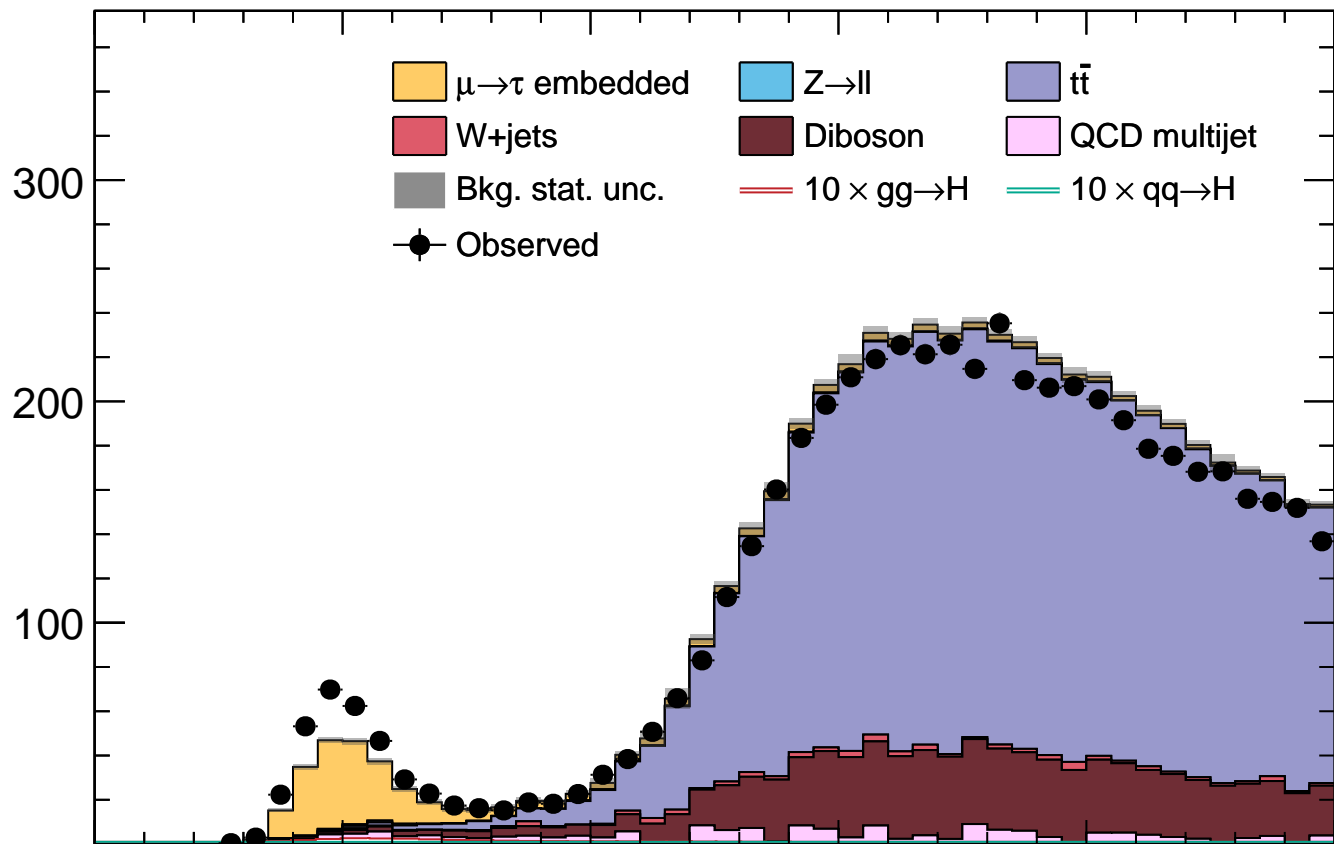 μ→τ embedded Z→ll tt̄
W+jets Diboson QCD multijet
300
Bkg. stat. unc. 10 × gg→H 10 × qq→H
Observed
200
100